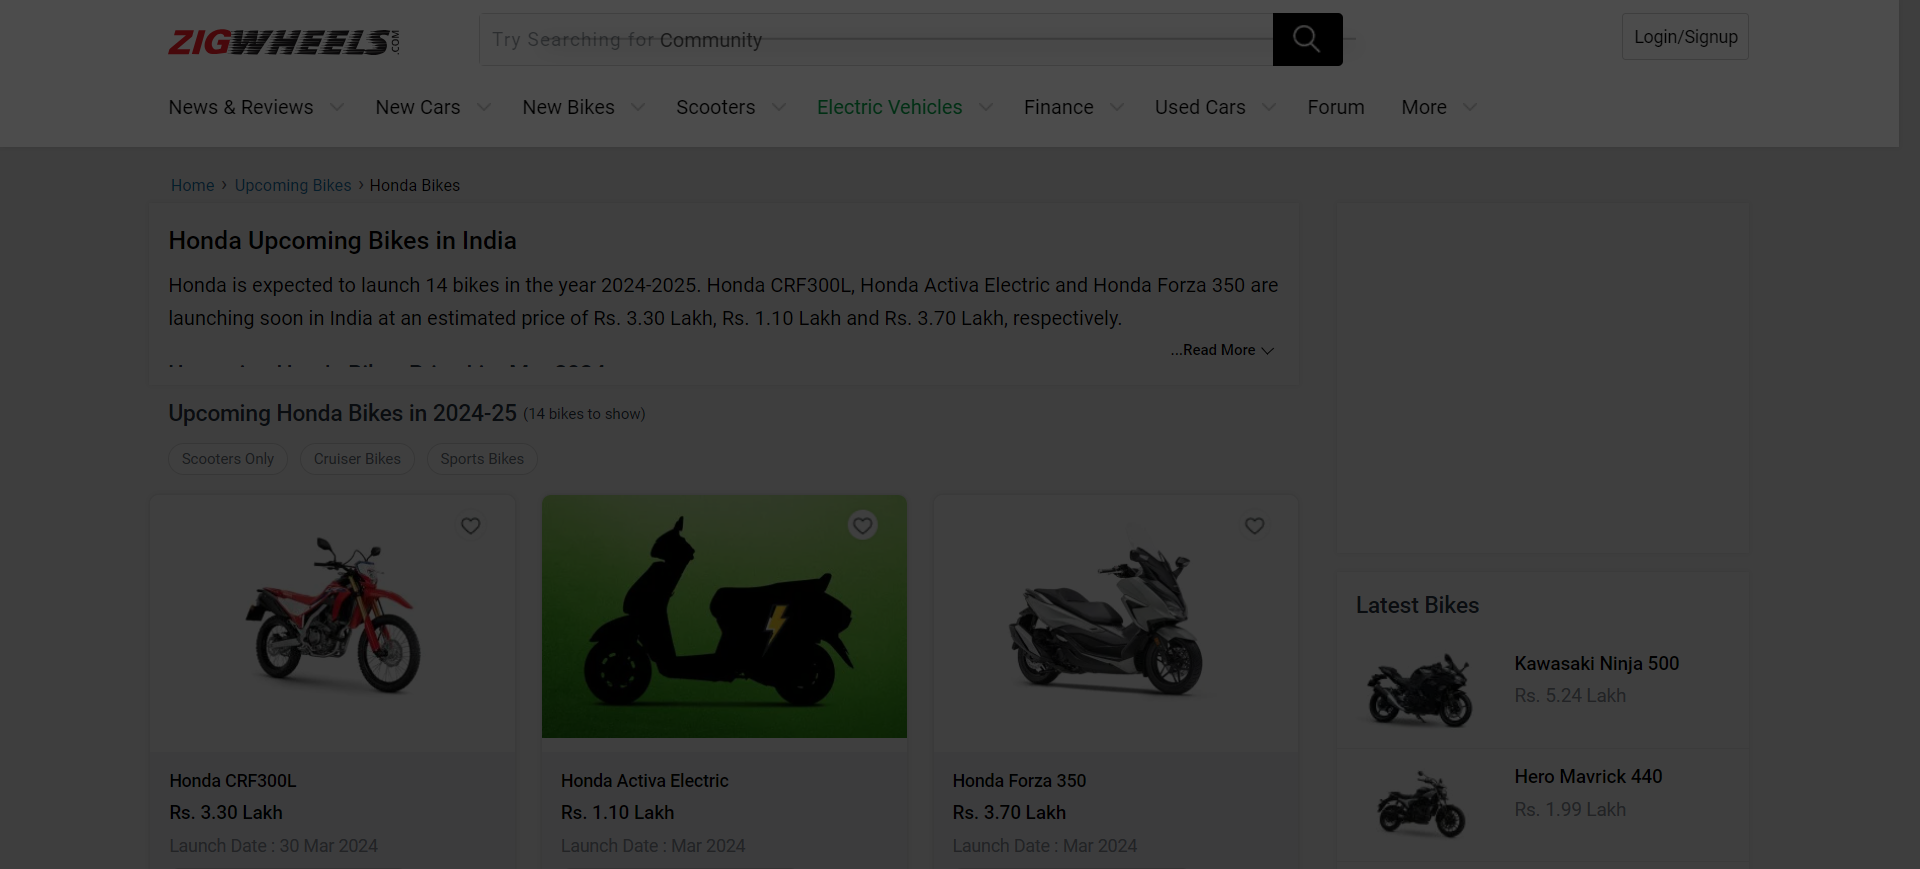 ZIGWHEELS.COM
Try Searching for Community
Login/Signup
News & Reviews New Cars New Bikes Scooters Electric Vehicles Finance Used Cars Forum More
Home › Upcoming Bikes › Honda Bikes
Honda Upcoming Bikes in India
Honda is expected to launch 14 bikes in the year 2024-2025. Honda CRF300L, Honda Activa Electric and Honda Forza 350 are
launching soon in India at an estimated price of Rs. 3.30 Lakh, Rs. 1.10 Lakh and Rs. 3.70 Lakh, respectively.
...Read More
Upcoming Honda Bikes in 2024-25 (14 bikes to show)
Scooters Only Cruiser Bikes Sports Bikes
Honda CRF300L
Rs. 3.30 Lakh
Launch Date : 30 Mar 2024
Honda Activa Electric
Rs. 1.10 Lakh
Launch Date : Mar 2024
Honda Forza 350
Rs. 3.70 Lakh
Launch Date : Mar 2024
Latest Bikes
Kawasaki Ninja 500
Rs. 5.24 Lakh
Hero Mavrick 440
Rs. 1.99 Lakh